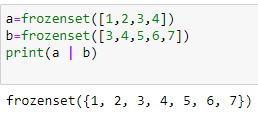 a=frozenset([1,2,3,4])
b=frozenset([3,4,5,6,7])
print(a | b)
frozenset({1, 2, 3, 4, 5, 6, 7})